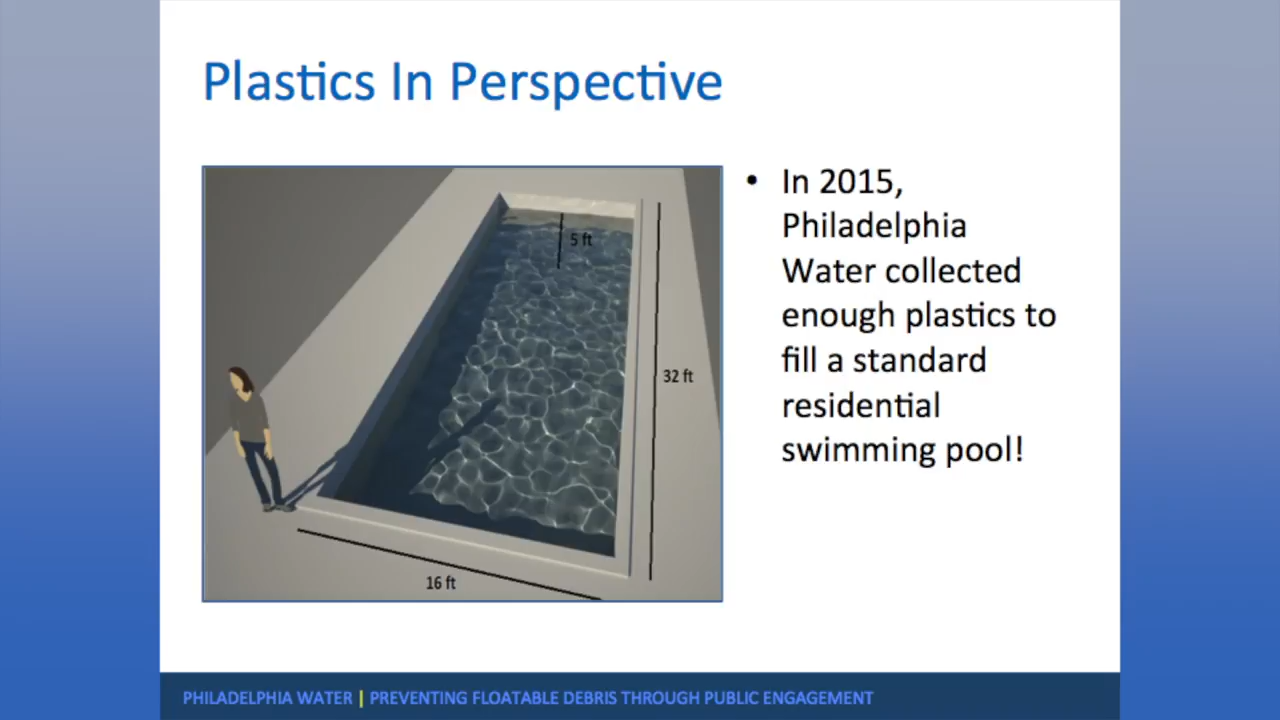 Plastics In Perspective
5 ft
32 ft
16 ft
• In 2015,
Philadelphia
Water collected
enough plastics to
fill a standard
residential
swimming pool!
PHILADELPHIA WATER | PREVENTING FLOATABLE DEBRIS THROUGH PUBLIC ENGAGEMENT